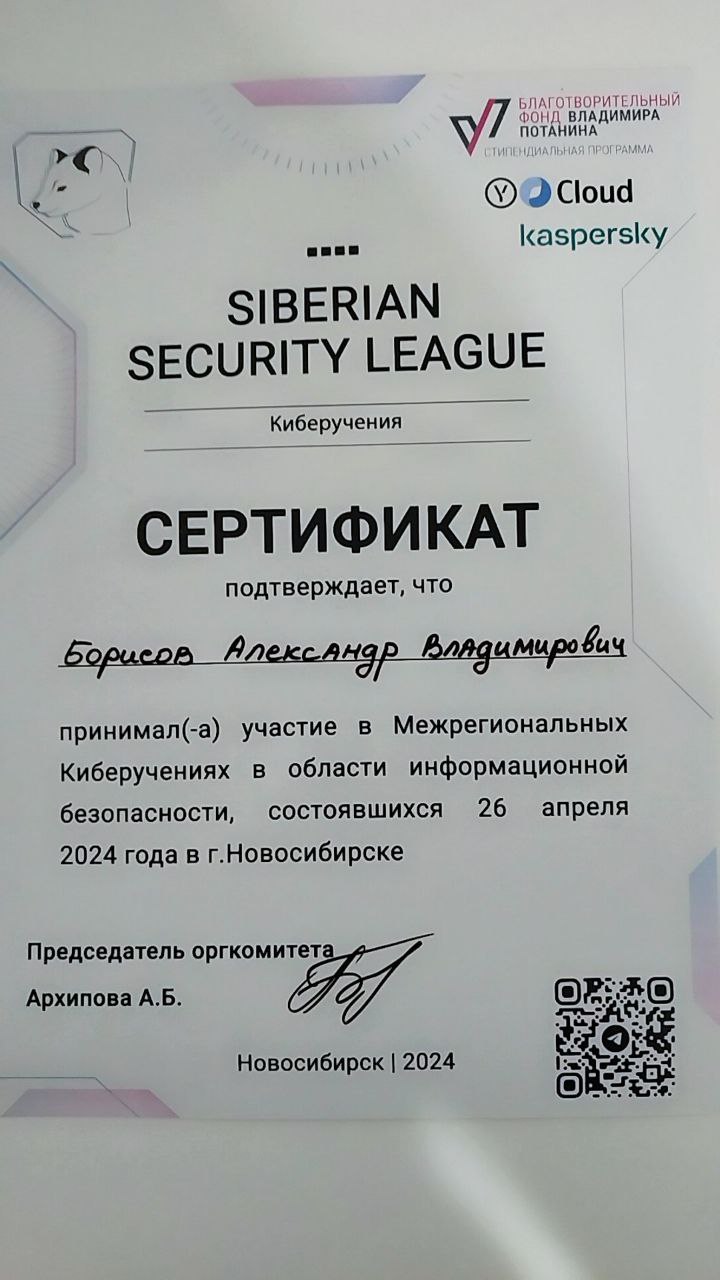 БЛАГОТВОРИТЕЛЬНЫЙ
ФОНД ВЛАДИМИРА
ПОТАНИНА
СТИПЕНДИАЛЬНАЯ ПРОГРАММА
Cloud
kaspersky
SIBERIAN
SECURITY LEAGUE
Киберучения
СЕРТИФИКАТ
подтверждает, что
Борисов Александр Владимирович
принимал(-а) участие в Межрегиональных
Киберучениях в области информационной
безопасности, состоявшихся 26 апреля
2024 года в г.Новосибирске
Председатель оргкомитета
Архипова А.Б.
Новосибирск | 2024